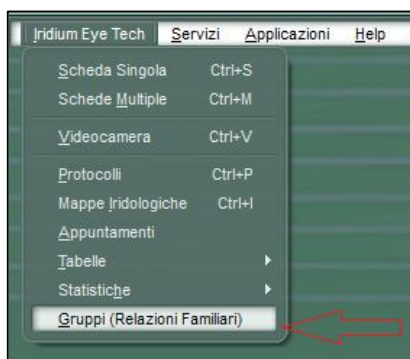 Iridium Eye Tech Servizi Applicazioni Help
Scheda Singola Ctrl+S
Schede Multiple Ctrl+M
Videocamera Ctrl+V
Protocolli Ctrl+P
Mappe Iridologiche Ctrl+I
Appuntamenti
Tabelle
Statistiche
Gruppi (Relazioni Familiari)